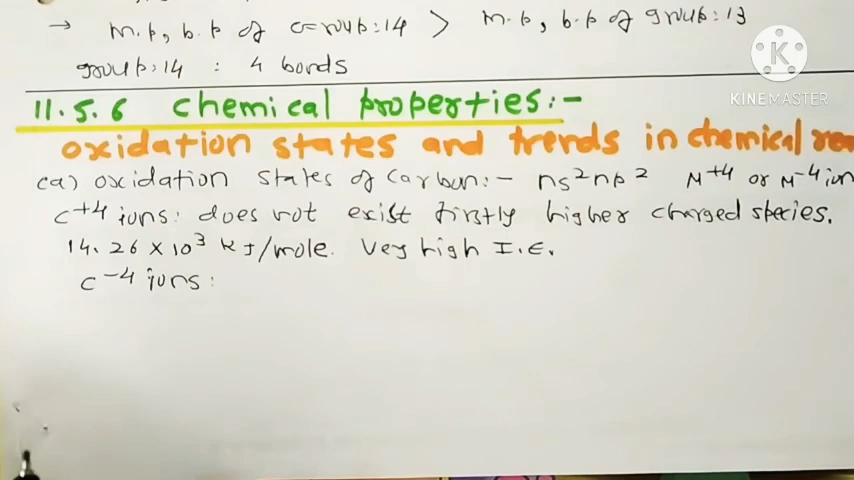 → m.p, b.p of Group:14 > m.p, b.p of group:13
group:14 : 4 bonds
KINEMASTER
11.5.6 chemical properties:-
oxidation states and trends in chemical rea
(a) oxidation states of carbon:- ns²np² M⁺⁴ or M⁻⁴ ion
C⁺⁴ ions: does not exist firstly higher charged species.
14.26 × 10³ kJ/mole. Very high I.E.
C⁻⁴ ions: